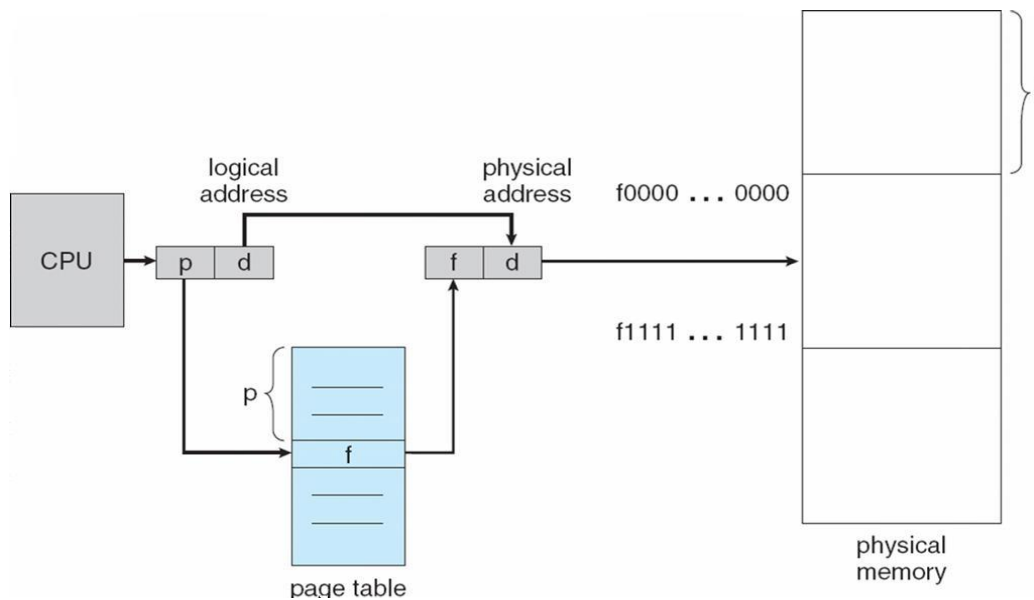 logical
address
physical
address
f0000 ... 0000
CPU
p
d
f
d
f1111 ... 1111
p
f
page table
physical
memory